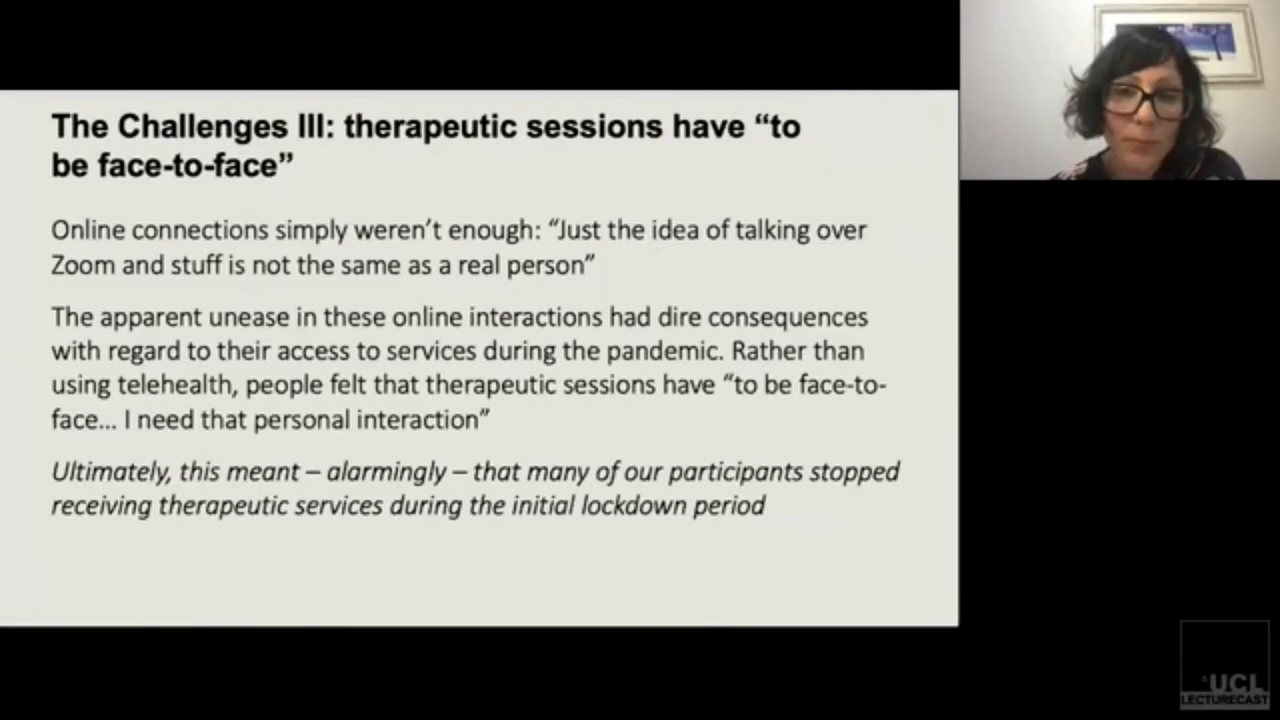 The Challenges III: therapeutic sessions have “to
be face-to-face”
Online connections simply weren’t enough: “Just the idea of talking over
Zoom and stuff is not the same as a real person”
The apparent unease in these online interactions had dire consequences
with regard to their access to services during the pandemic. Rather than
using telehealth, people felt that therapeutic sessions have “to be face-to-
face... I need that personal interaction”
Ultimately, this meant – alarmingly – that many of our participants stopped
receiving therapeutic services during the initial lockdown period
UCL
LECTURECAST